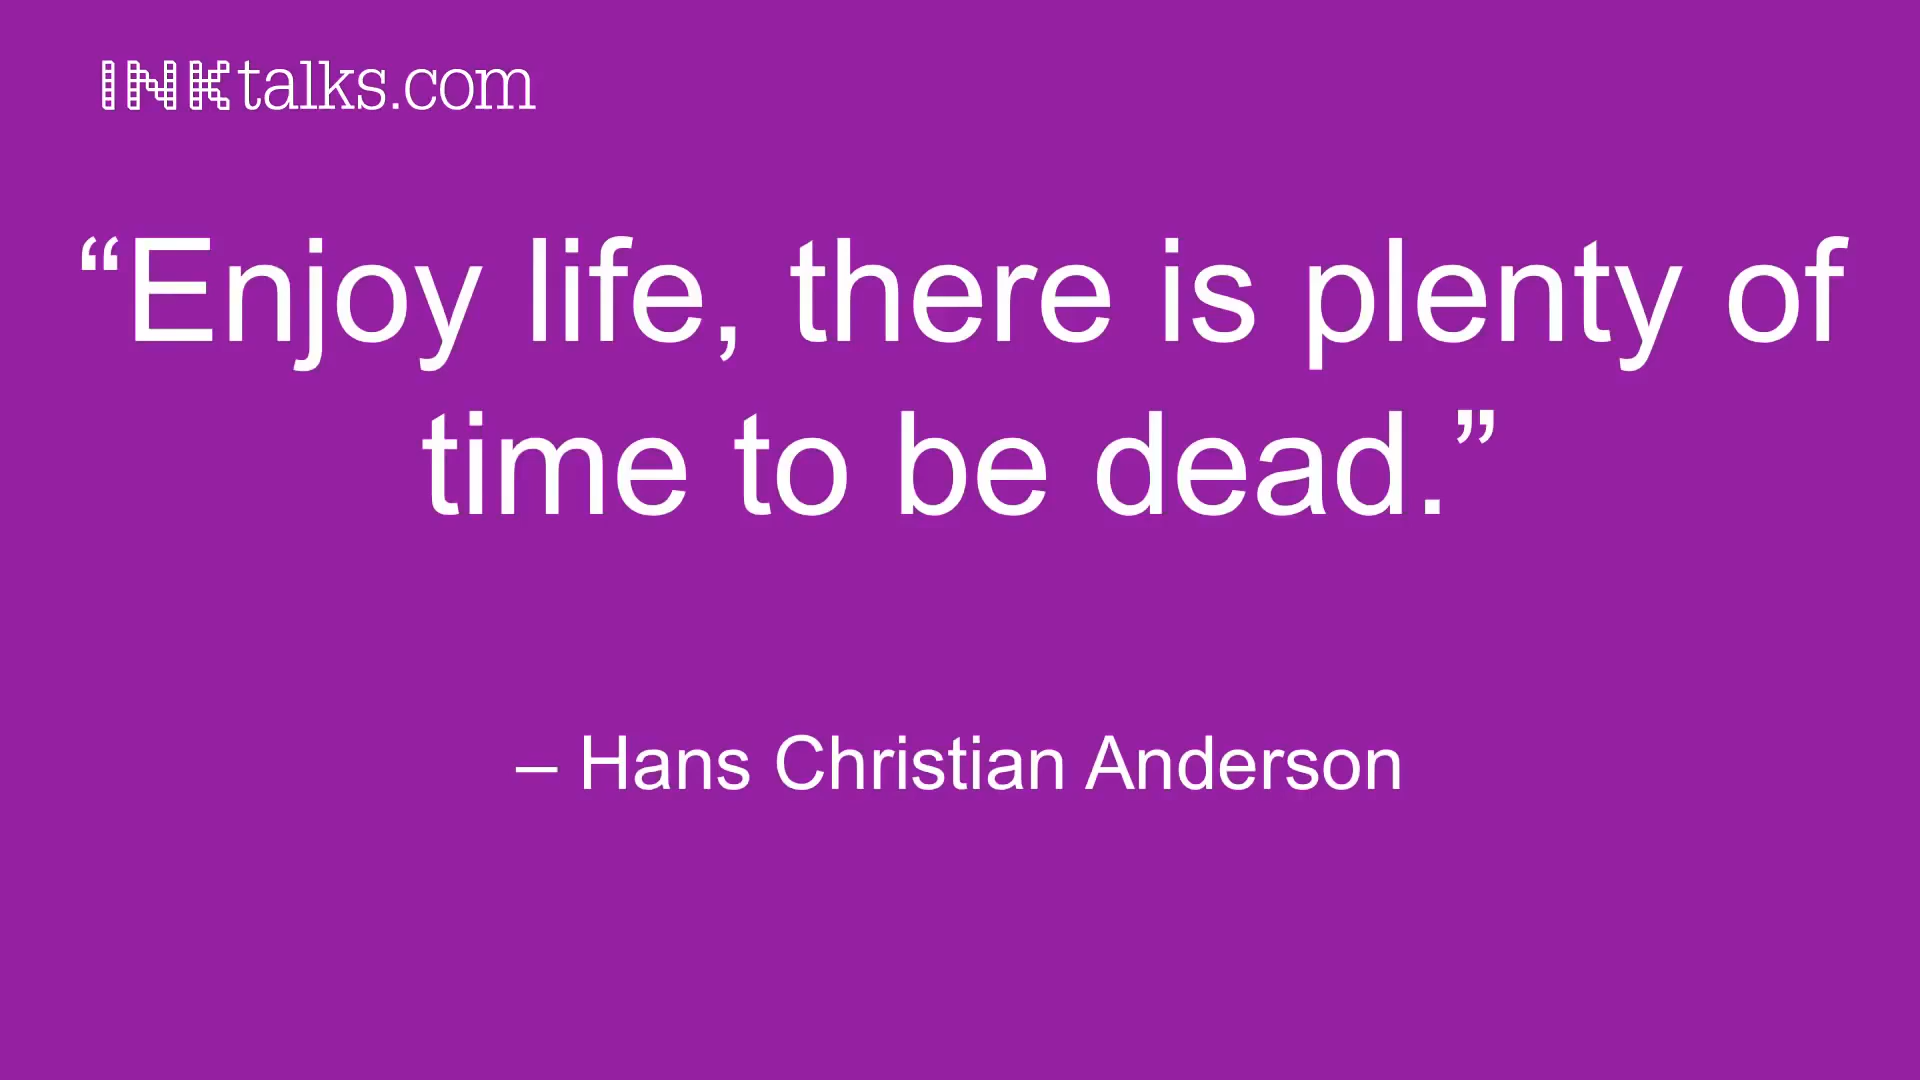 INKtalks.com
“Enjoy life, there is plenty of
time to be dead.”
– Hans Christian Anderson